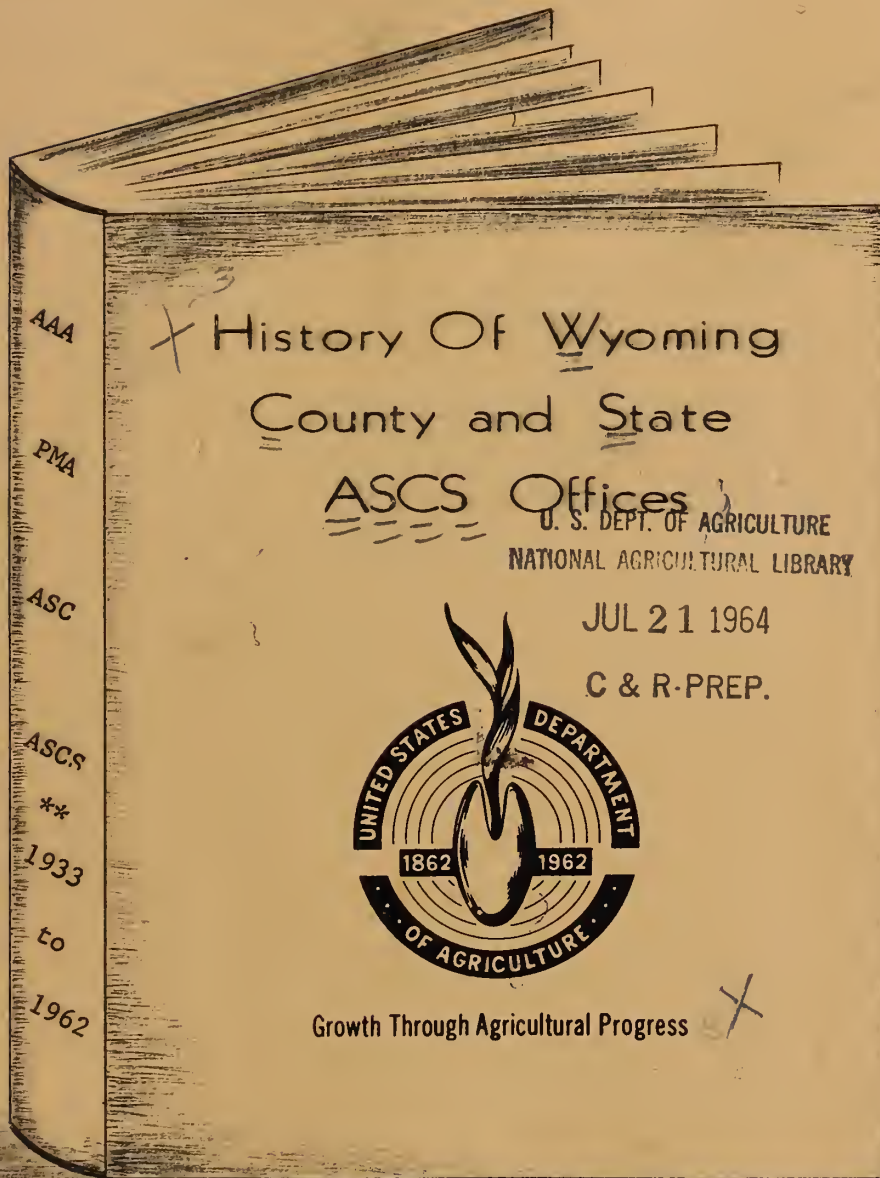 AAA
PMA
ASC
ASCS
**
1933
to
1962
History Of Wyoming
County and State
ASCS Offices
U. S. DEPT. OF AGRICULTURE
NATIONAL AGRICULTURAL LIBRARY
JUL 21 1964
C & R-PREP.
UNITED STATES DEPARTMENT
1862 1962
OF AGRICULTURE
Growth Through Agricultural Progress